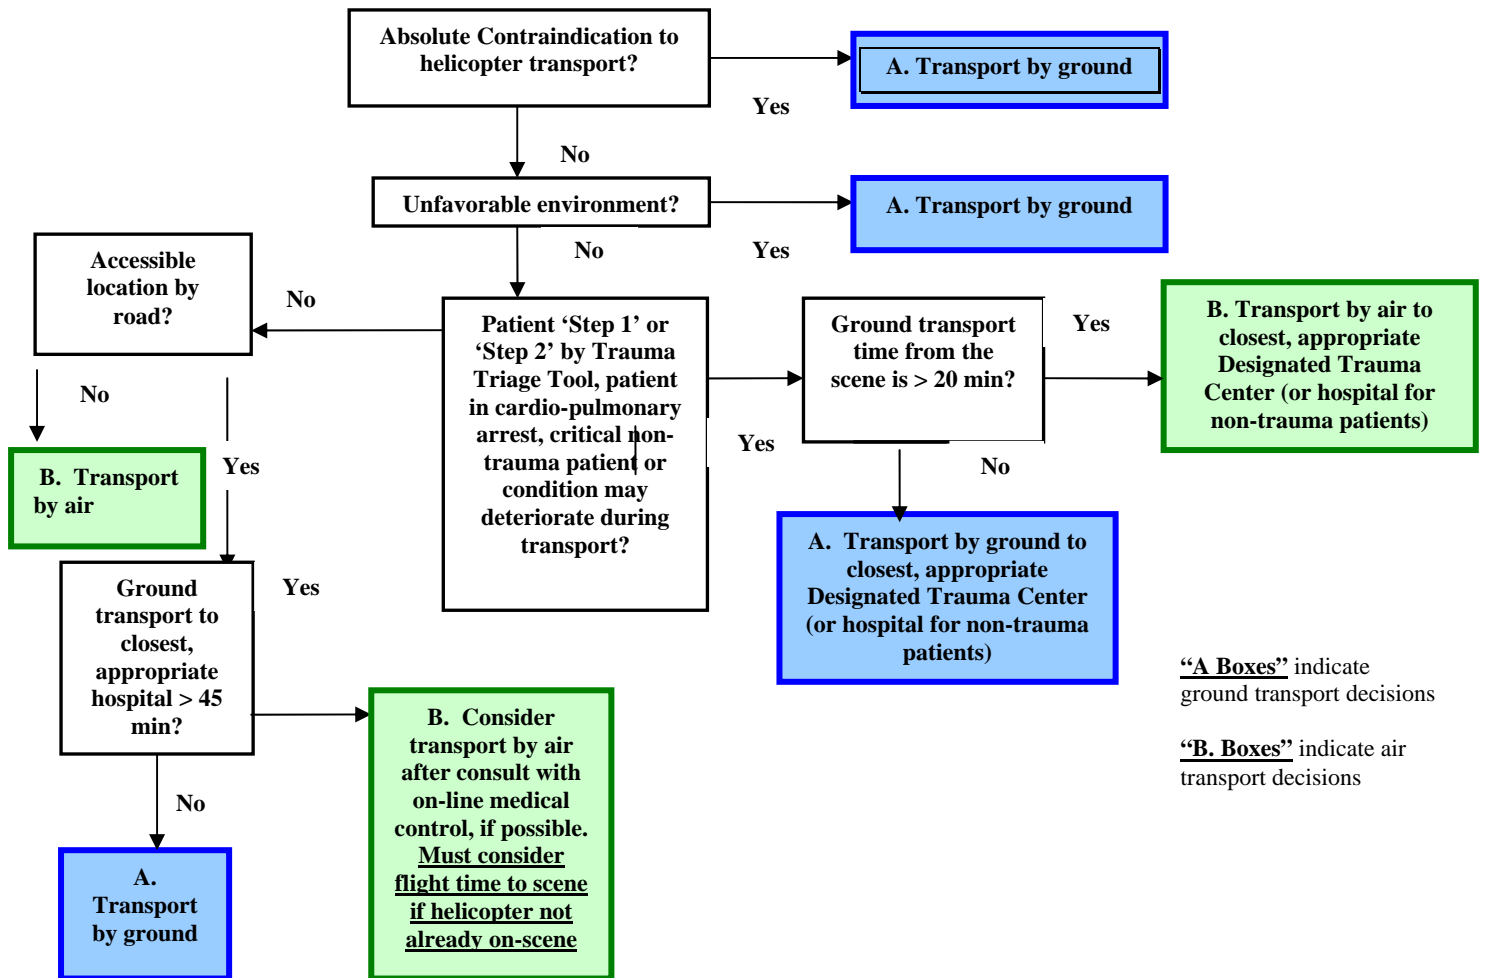 Absolute Contraindication to
helicopter transport?
A. Transport by ground
Yes
No
Unfavorable environment?
A. Transport by ground
No
Yes
Accessible
location by
road?
No
Patient ‘Step 1’ or
‘Step 2’ by Trauma
Triage Tool, patient
in cardio-pulmonary
arrest, critical non-
trauma patient or
condition may
deteriorate during
transport?
Yes
Ground transport
time from the
scene is > 20 min?
Yes
B. Transport by air to
closest, appropriate
Designated Trauma
Center (or hospital for
non-trauma patients)
No
A. Transport by ground to
closest, appropriate
Designated Trauma Center
(or hospital for non-trauma
patients)
No
Yes
B. Transport
by air
Ground
transport to
closest,
appropriate
hospital > 45
min?
Yes
B. Consider
transport by air
after consult with
on-line medical
control, if possible.
Must consider
flight time to scene
if helicopter not
already on-scene
No
A.
Transport
by ground
“A Boxes” indicate
ground transport decisions
“B. Boxes” indicate air
transport decisions